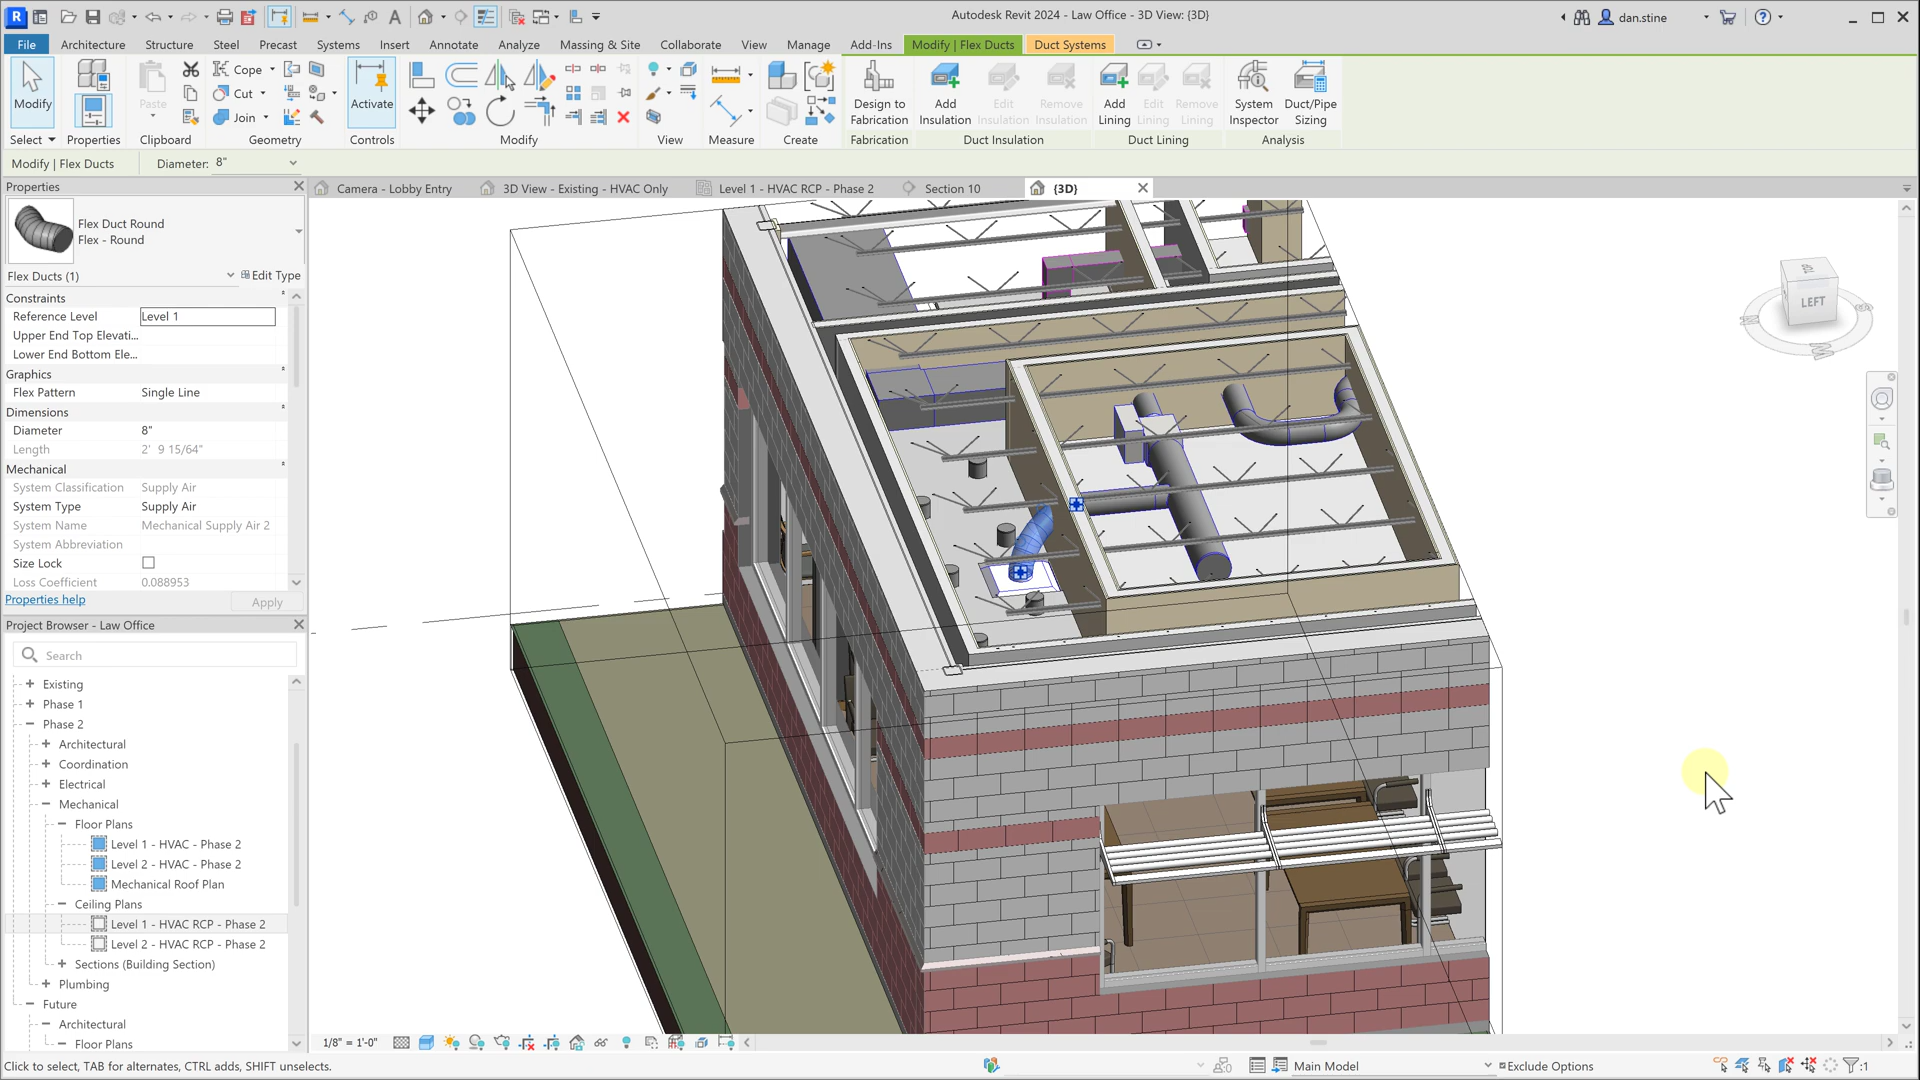 Autodesk Revit 2024 - Law Office - 3D View: {3D}
dan.stine
File Architecture Structure Steel Precast Systems Insert Annotate Analyze Massing & Site Collaborate View Manage Add-Ins Modify | Flex Ducts Duct Systems
Modify
Paste
Cope
Cut
Join
Activate
Design to Fabrication
Add Insulation
Edit Insulation
Remove Insulation
Add Lining
Edit Lining
Remove Lining
System Inspector
Duct/Pipe Sizing
Select Properties Clipboard Geometry Controls Modify View Measure Create Fabrication Duct Insulation Duct Lining Analysis
Modify | Flex Ducts Diameter: 8"
Properties
Camera - Lobby Entry 3D View - Existing - HVAC Only Level 1 - HVAC RCP - Phase 2 Section 10 {3D}
Flex Duct Round
Flex - Round
Flex Ducts (1) Edit Type
Constraints
Reference Level Level 1
Upper End Top Elevati...
Lower End Bottom Ele...
Graphics
Flex Pattern Single Line
Dimensions
Diameter 8"
Length 2' 9 15/64"
Mechanical
System Classification Supply Air
System Type Supply Air
System Name Mechanical Supply Air 2
System Abbreviation
Size Lock
Loss Coefficient 0.088953
Properties help Apply
Project Browser - Law Office
Search
Existing
Phase 1
Phase 2
Architectural
Coordination
Electrical
Mechanical
Floor Plans
Level 1 - HVAC - Phase 2
Level 2 - HVAC - Phase 2
Mechanical Roof Plan
Ceiling Plans
Level 1 - HVAC RCP - Phase 2
Level 2 - HVAC RCP - Phase 2
Sections (Building Section)
Plumbing
Future
Architectural
Floor Plans
TOP
LEFT
1/8" = 1'-0"
Click to select, TAB for alternates, CTRL adds, SHIFT unselects.
Main Model
Exclude Options
:1